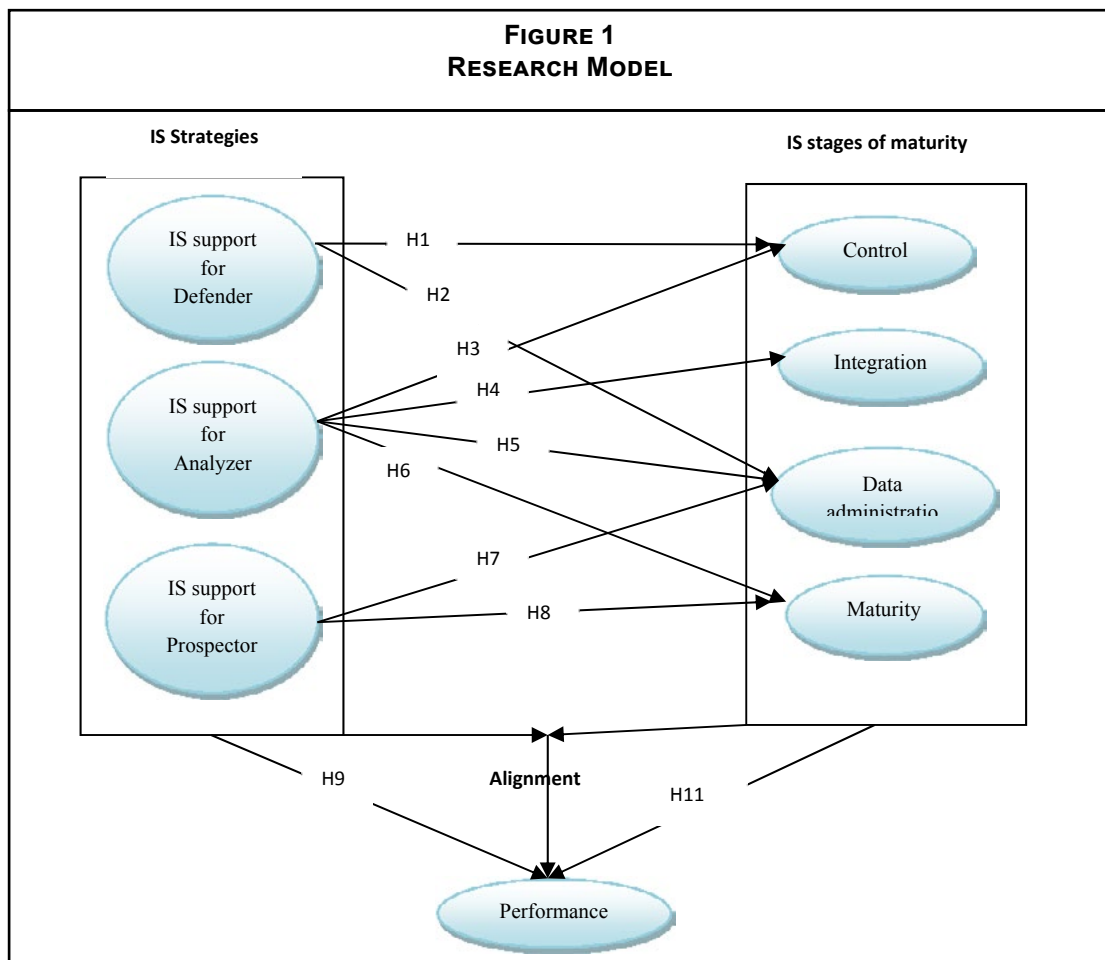 FIGURE 1
RESEARCH MODEL
IS Strategies
IS stages of maturity
IS support
for
Defender
H1
H2
Control
H3
Integration
IS support
for
Analyzer
H4
H5
H6
Data
administratio
IS support
for
Prospector
H7
H8
Maturity
H9
Alignment
H11
Performance